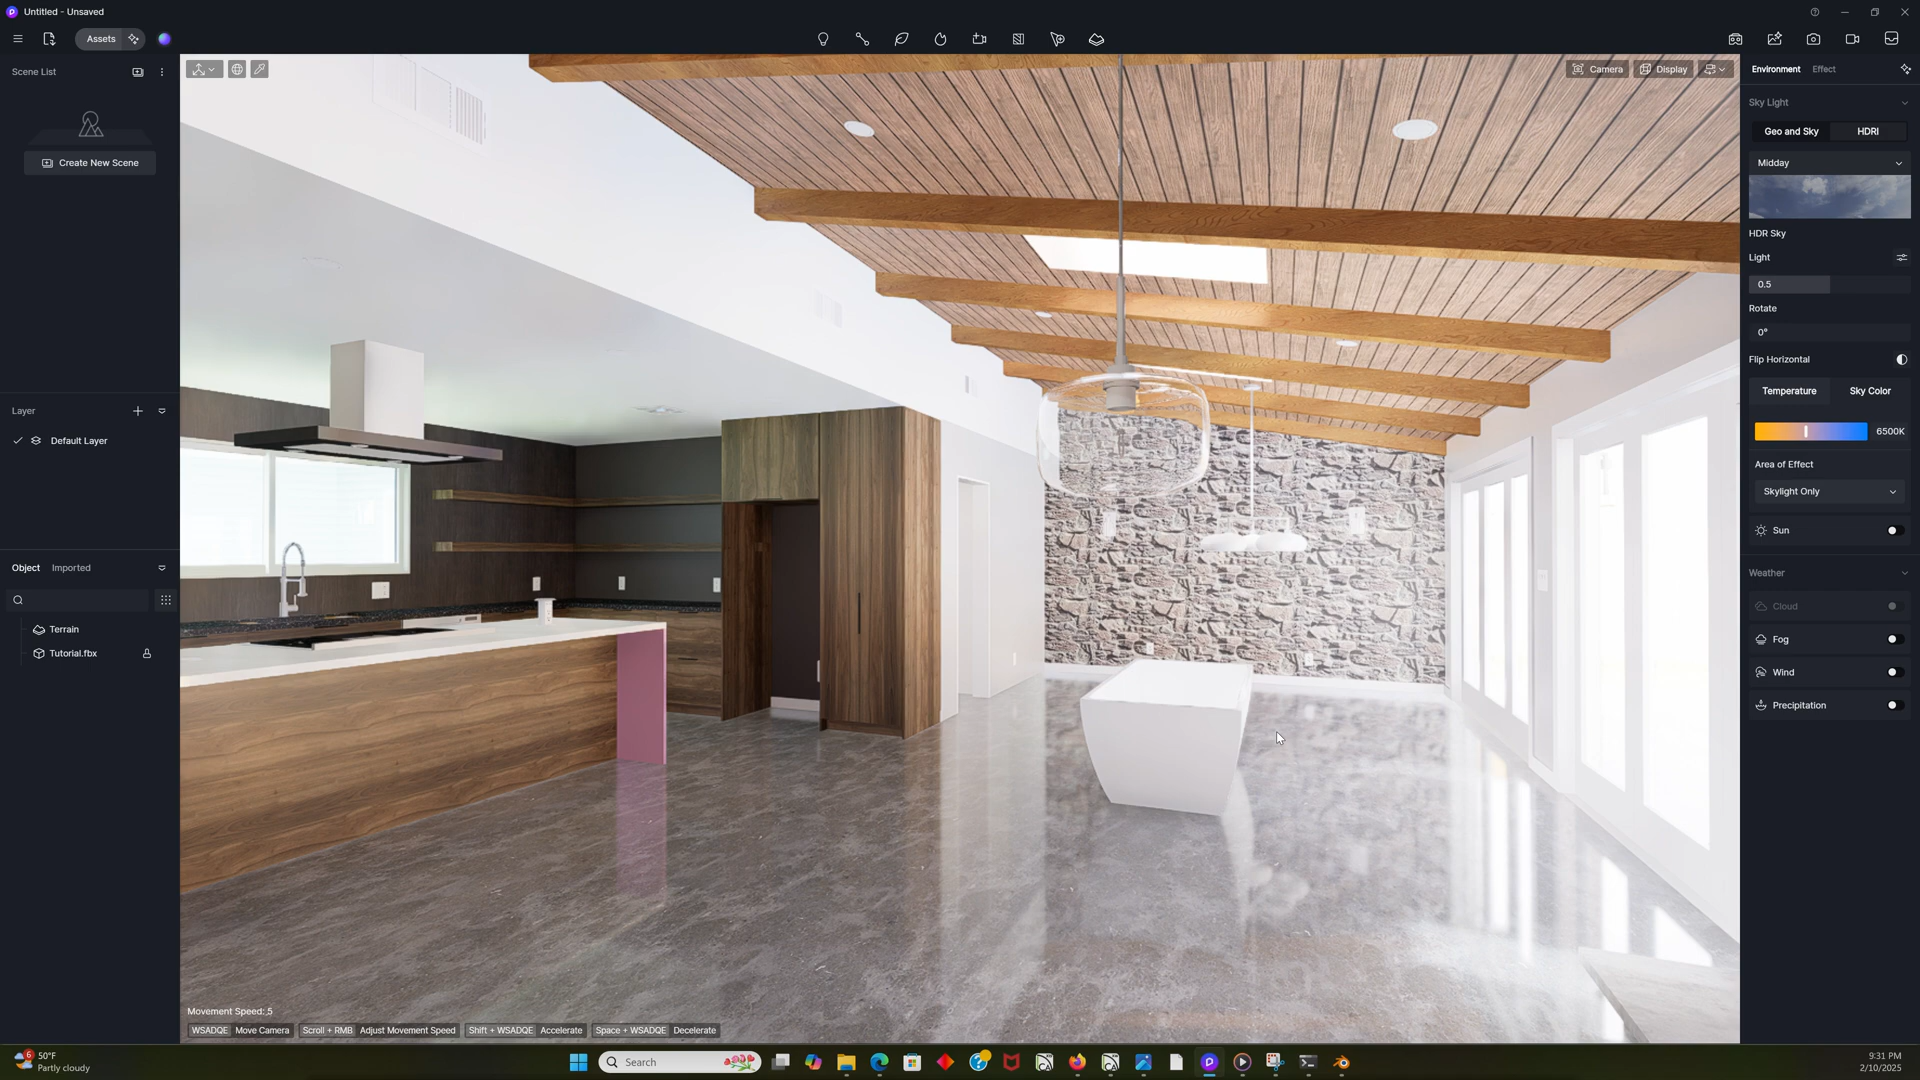 Untitled - Unsaved
Assets
Scene List
Create New Scene
Layer
Default Layer
Object
Imported
Terrain
Tutorial.fbx
Camera
Display
Movement Speed: 5
WSADQE Move Camera
Scroll + RMB Adjust Movement Speed
Shift + WSADQE Accelerate
Space + WSADQE Decelerate
Environment
Effect
Sky Light
Geo and Sky
HDRI
Midday
HDR Sky
Light
0.5
Rotate
0°
Flip Horizontal
Temperature
Sky Color
6500K
Area of Effect
Skylight Only
Sun
Weather
Cloud
Fog
Wind
Precipitation
6
50°F
Partly cloudy
Search
9:31 PM
2/10/2025